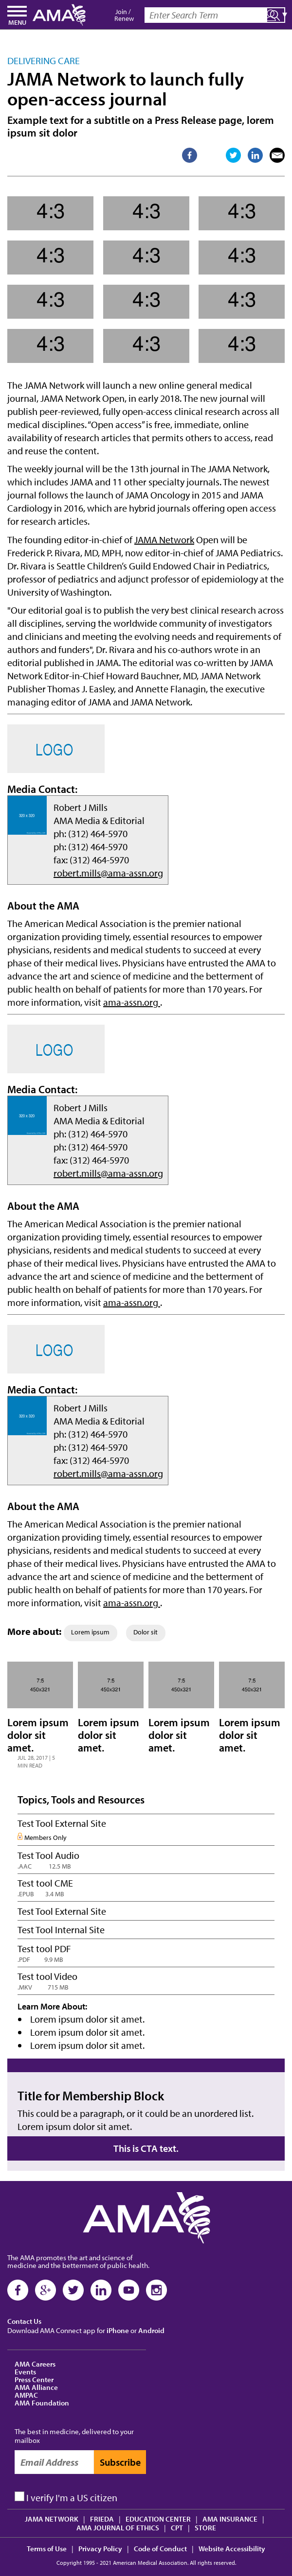 MENU
AMA
Join /
Renew
Enter Search Term
DELIVERING CARE
JAMA Network to launch fully
open-access journal
Example text for a subtitle on a Press Release page, lorem
ipsum sit dolor
4:3 4:3 4:3
4:3 4:3 4:3
4:3 4:3 4:3
4:3 4:3 4:3
The JAMA Network will launch a new online general medical
journal, JAMA Network Open, in early 2018. The new journal will
publish peer-reviewed, fully open-access clinical research across all
medical disciplines. “Open access” is free, immediate, online
availability of research articles that permits others to access, read
and reuse the content.
The weekly journal will be the 13th journal in The JAMA Network,
which includes JAMA and 11 other specialty journals. The newest
journal follows the launch of JAMA Oncology in 2015 and JAMA
Cardiology in 2016, which are hybrid journals offering open access
for research articles.
The founding editor-in-chief of JAMA Network Open will be
Frederick P. Rivara, MD, MPH, now editor-in-chief of JAMA Pediatrics.
Dr. Rivara is Seattle Children’s Guild Endowed Chair in Pediatrics,
professor of pediatrics and adjunct professor of epidemiology at the
University of Washington.
"Our editorial goal is to publish the very best clinical research across
all disciplines, serving the worldwide community of investigators
and clinicians and meeting the evolving needs and requirements of
authors and funders", Dr. Rivara and his co-authors wrote in an
editorial published in JAMA. The editorial was co-written by JAMA
Network Editor-in-Chief Howard Bauchner, MD, JAMA Network
Publisher Thomas J. Easley, and Annette Flanagin, the executive
managing editor of JAMA and JAMA Network.
LOGO
Media Contact:
320 x 320
Robert J Mills
AMA Media & Editorial
ph: (312) 464-5970
ph: (312) 464-5970
fax: (312) 464-5970
robert.mills@ama-assn.org
About the AMA
The American Medical Association is the premier national
organization providing timely, essential resources to empower
physicians, residents and medical students to succeed at every
phase of their medical lives. Physicians have entrusted the AMA to
advance the art and science of medicine and the betterment of
public health on behalf of patients for more than 170 years. For
more information, visit ama-assn.org .
LOGO
Media Contact:
320 x 320
Robert J Mills
AMA Media & Editorial
ph: (312) 464-5970
ph: (312) 464-5970
fax: (312) 464-5970
robert.mills@ama-assn.org
About the AMA
The American Medical Association is the premier national
organization providing timely, essential resources to empower
physicians, residents and medical students to succeed at every
phase of their medical lives. Physicians have entrusted the AMA to
advance the art and science of medicine and the betterment of
public health on behalf of patients for more than 170 years. For
more information, visit ama-assn.org .
LOGO
Media Contact:
320 x 320
Robert J Mills
AMA Media & Editorial
ph: (312) 464-5970
ph: (312) 464-5970
fax: (312) 464-5970
robert.mills@ama-assn.org
About the AMA
The American Medical Association is the premier national
organization providing timely, essential resources to empower
physicians, residents and medical students to succeed at every
phase of their medical lives. Physicians have entrusted the AMA to
advance the art and science of medicine and the betterment of
public health on behalf of patients for more than 170 years. For
more information, visit ama-assn.org .
More about: Lorem ipsum Dolor sit
7:5 7:5 7:5 7:5
450x321 450x321 450x321 450x321
Lorem ipsum Lorem ipsum Lorem ipsum Lorem ipsum
dolor sit dolor sit dolor sit dolor sit
amet. amet. amet. amet.
JUL 28, 2017 | 5
MIN READ
Topics, Tools and Resources
Test Tool External Site
Members Only
Test Tool Audio
.AAC 12.5 MB
Test tool CME
.EPUB 3.4 MB
Test Tool External Site
Test Tool Internal Site
Test tool PDF
.PDF 9.9 MB
Test tool Video
.MKV 715 MB
Learn More About:
• Lorem ipsum dolor sit amet.
• Lorem ipsum dolor sit amet.
• Lorem ipsum dolor sit amet.
Title for Membership Block
This could be a paragraph, or it could be an unordered list.
Lorem ipsum dolor sit amet.
This is CTA text.
AMA
The AMA promotes the art and science of
medicine and the betterment of public health.
Contact Us
Download AMA Connect app for iPhone or Android
AMA Careers
Events
Press Center
AMA Alliance
AMPAC
AMA Foundation
The best in medicine, delivered to your
mailbox
Email Address Subscribe
I verify I'm a US citizen
JAMA NETWORK | FRIEDA | EDUCATION CENTER | AMA INSURANCE |
AMA JOURNAL OF ETHICS | CPT | STORE
Terms of Use | Privacy Policy | Code of Conduct | Website Accessibility
Copyright 1995 - 2021 American Medical Association. All rights reserved.